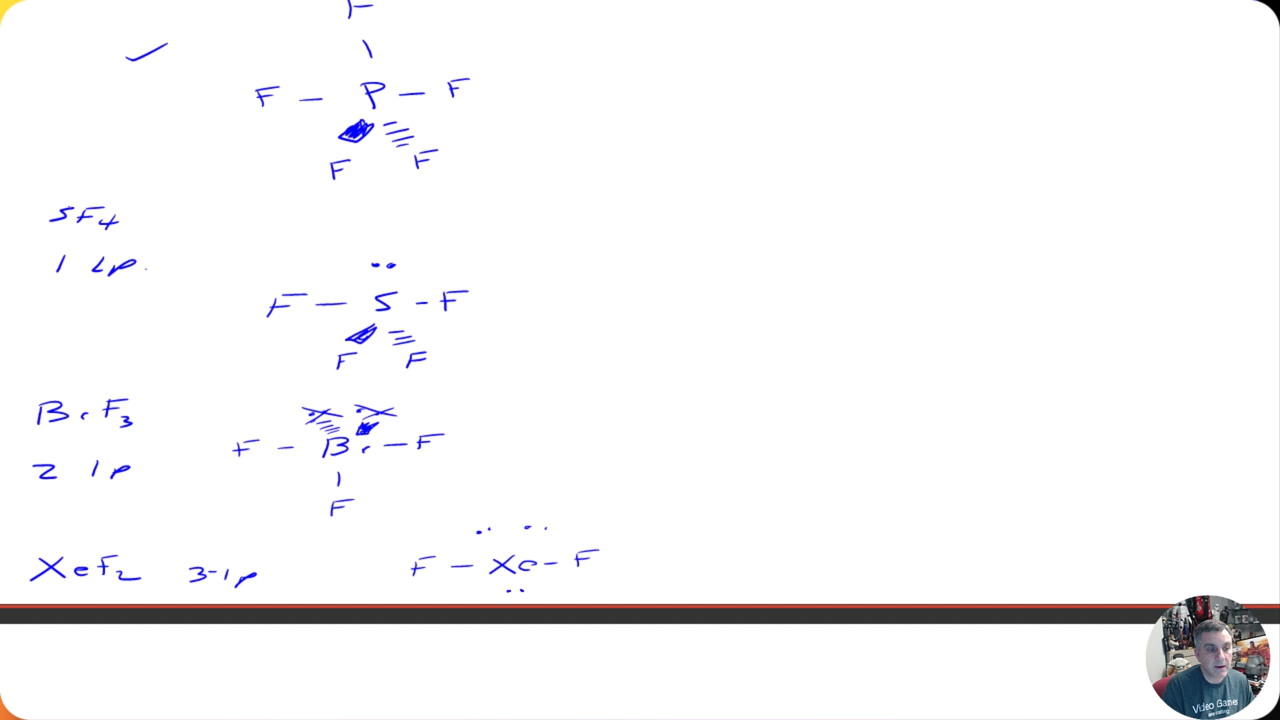 F
F – P – F
F F
SF4
1 LP.
F – S – F
F F
BrF3
F – Br – F
2 lp
F
XeF2 3-lp F – Xe – F
Video Game